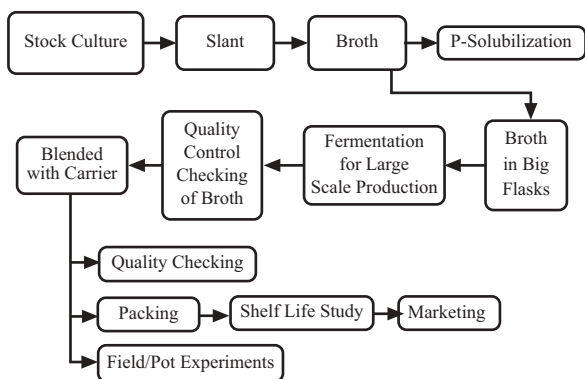 Stock Culture
Slant
Broth
P-Solubilization
Broth
in Big
Flasks
Fermentation
for Large
Scale Production
Quality
Control
Checking
of Broth
Blended
with Carrier
Quality Checking
Packing
Shelf Life Study
Marketing
Field/Pot Experiments